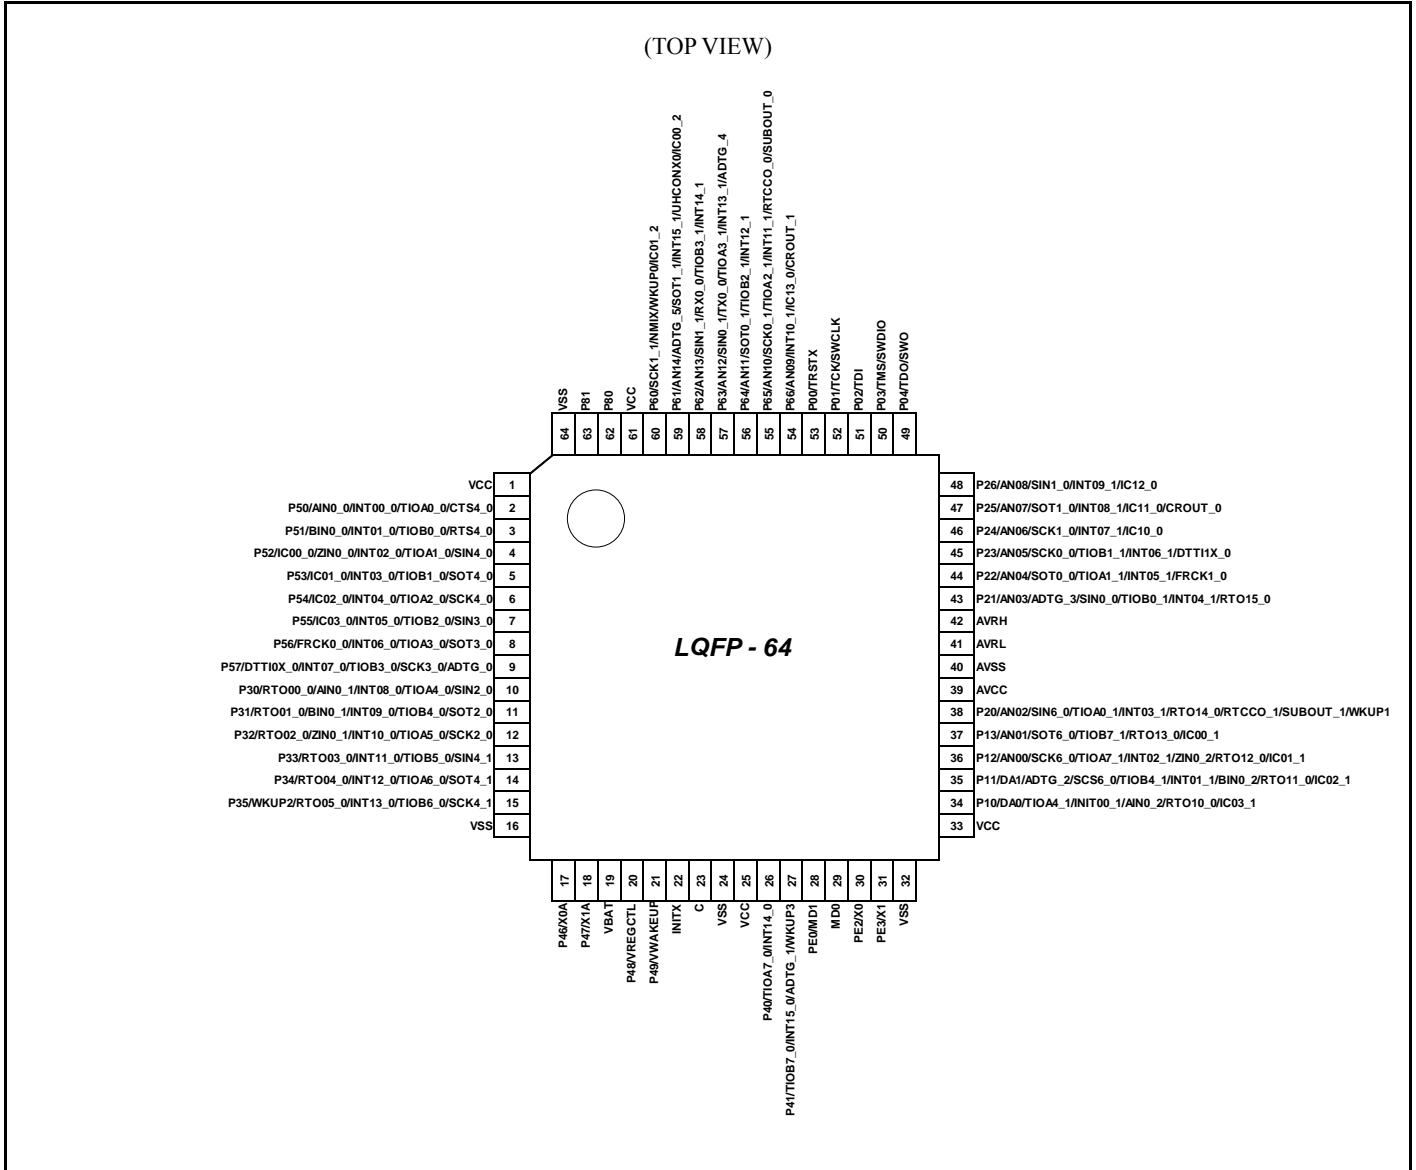 (TOP VIEW)
VSS
P81
P80
VCC
P60/SCK1_1/NMIX/WKUP0/IC01_2
P61/AN14/ADTG_5/SOT1_1/INT15_1/UHCONX0/IC00_2
P62/AN13/SIN1_1/RX0_0/TIOB3_1/INT14_1
P63/AN12/SIN0_1/TX0_0/TIOA3_1/INT13_1/ADTG_4
P64/AN11/SOT0_1/TIOB2_1/INT12_1
P65/AN10/SCK0_1/TIOA2_1/INT11_1/RTCCO_0/SUBOUT_0
P66/AN09/INT10_1/IC13_0/CROUT_1
P00/TRSTX
P01/TCK/SWCLK
P02/TDI
P03/TMS/SWDIO
P04/TDO/SWO
64
63
62
61
60
59
58
57
56
55
54
53
52
51
50
49
VCC 1
P50/AIN0_0/INT00_0/TIOA0_0/CTS4_0 2
P51/BIN0_0/INT01_0/TIOB0_0/RTS4_0 3
P52/IC00_0/ZIN0_0/INT02_0/TIOA1_0/SIN4_0 4
P53/IC01_0/INT03_0/TIOB1_0/SOT4_0 5
P54/IC02_0/INT04_0/TIOA2_0/SCK4_0 6
P55/IC03_0/INT05_0/TIOB2_0/SIN3_0 7
P56/FRCK0_0/INT06_0/TIOA3_0/SOT3_0 8
P57/DTTI0X_0/INT07_0/TIOB3_0/SCK3_0/ADTG_0 9
P30/RTO00_0/AIN0_1/INT08_0/TIOA4_0/SIN2_0 10
P31/RTO01_0/BIN0_1/INT09_0/TIOB4_0/SOT2_0 11
P32/RTO02_0/ZIN0_1/INT10_0/TIOA5_0/SCK2_0 12
P33/RTO03_0/INT11_0/TIOB5_0/SIN4_1 13
P34/RTO04_0/INT12_0/TIOA6_0/SOT4_1 14
P35/WKUP2/RTO05_0/INT13_0/TIOB6_0/SCK4_1 15
VSS 16
LQFP - 64
48 P26/AN08/SIN1_0/INT09_1/IC12_0
47 P25/AN07/SOT1_0/INT08_1/IC11_0/CROUT_0
46 P24/AN06/SCK1_0/INT07_1/IC10_0
45 P23/AN05/SCK0_0/TIOB1_1/INT06_1/DTTI1X_0
44 P22/AN04/SOT0_0/TIOA1_1/INT05_1/FRCK1_0
43 P21/AN03/ADTG_3/SIN0_0/TIOB0_1/INT04_1/RTO15_0
42 AVRH
41 AVRL
40 AVSS
39 AVCC
38 P20/AN02/SIN6_0/TIOA0_1/INT03_1/RTO14_0/RTCCO_1/SUBOUT_1/WKUP1
37 P13/AN01/SOT6_0/TIOB7_1/RTO13_0/IC00_1
36 P12/AN00/SCK6_0/TIOA7_1/INT02_1/ZIN0_2/RTO12_0/IC01_1
35 P11/DA1/ADTG_2/SCS6_0/TIOB4_1/INT01_1/BIN0_2/RTO11_0/IC02_1
34 P10/DA0/TIOA4_1/INIT00_1/AIN0_2/RTO10_0/IC03_1
33 VCC
17
18
19
20
21
22
23
24
25
26
27
28
29
30
31
32
P46/X0A
P47/X1A
VBAT
P48/VREGCTL
P49/VWAKEUP
INITX
C
VSS
VCC
P40/TIOA7_0/INT14_0
P41/TIOB7_0/INT15_0/ADTG_1/WKUP3
PE0/MD1
MD0
PE2/X0
PE3/X1
VSS